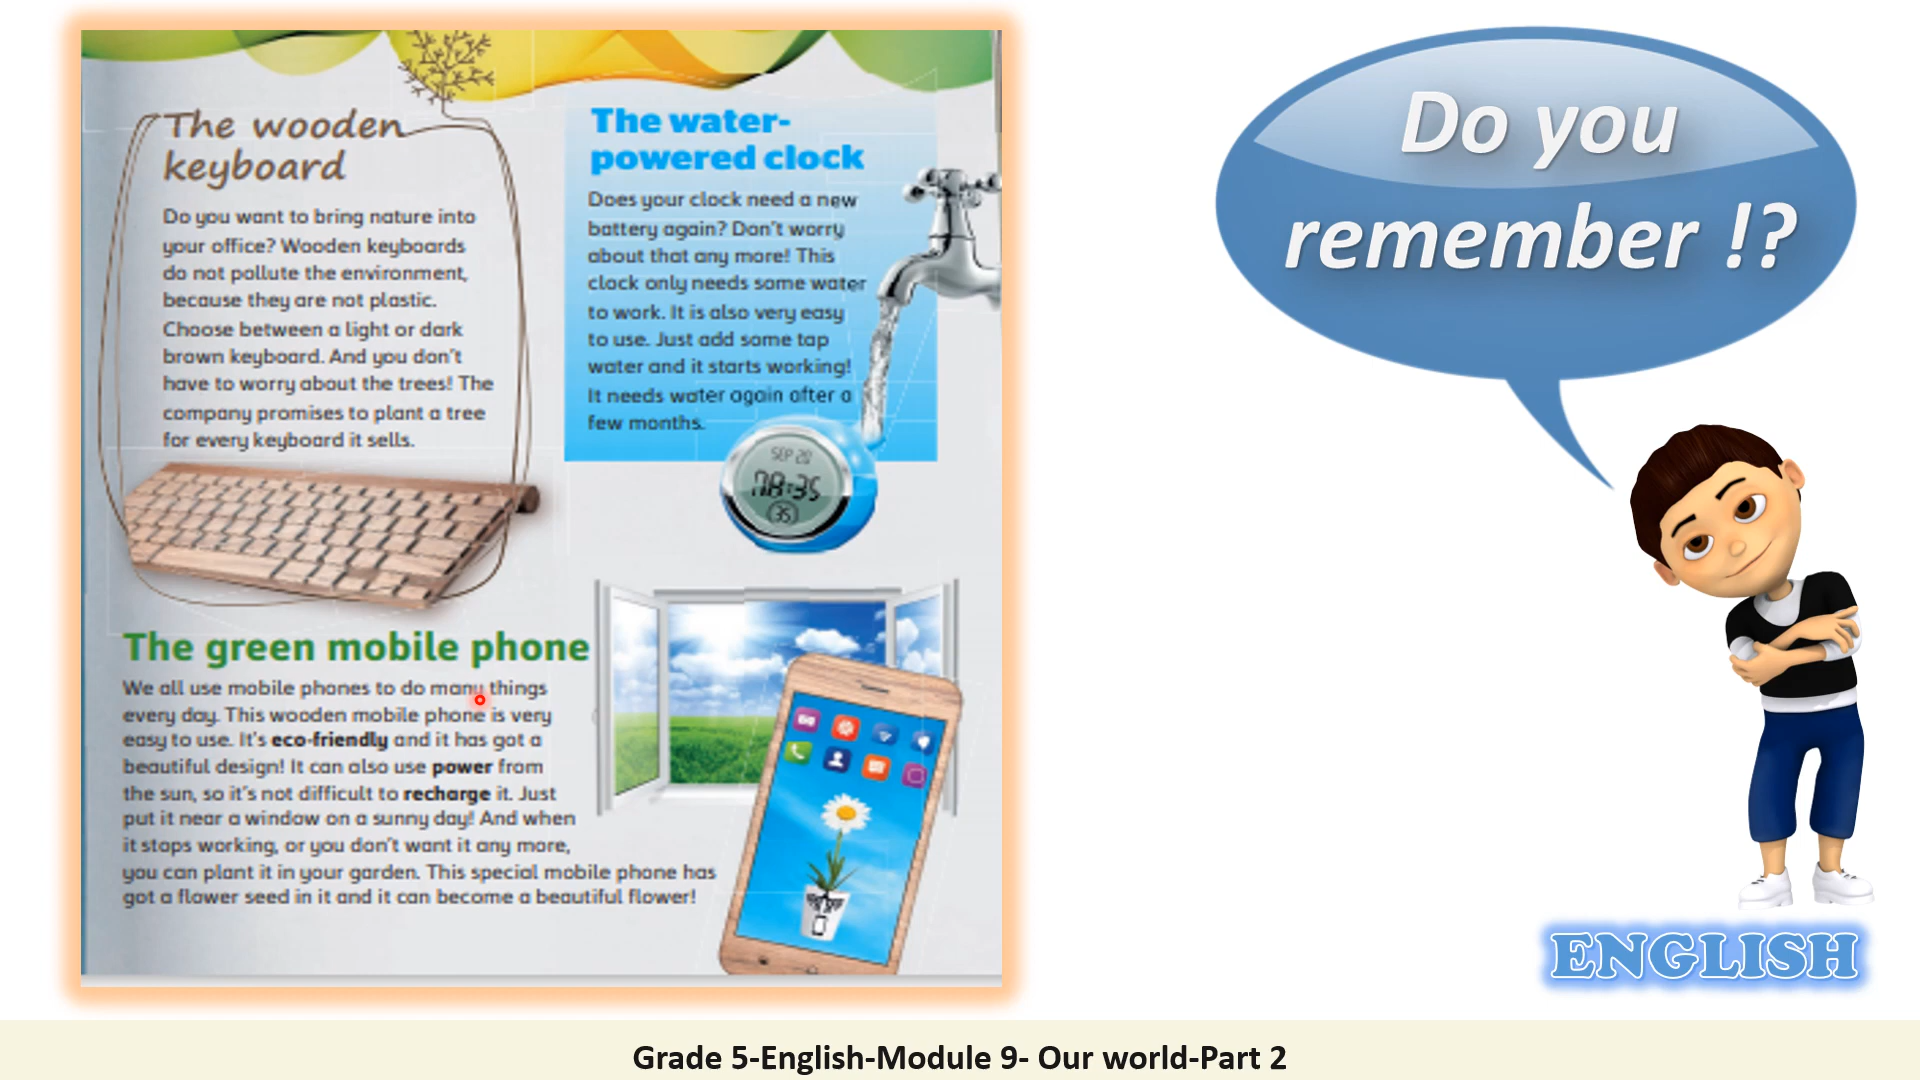 The wooden
keyboard
Do you want to bring nature into
your office? Wooden keyboards
do not pollute the environment,
because they are not plastic.
Choose between a light or dark
brown keyboard. And you don't
have to worry about the trees! The
company promises to plant a tree
for every keyboard it sells.
The water-
powered clock
Does your clock need a new
battery again? Don't worry
about that any more! This
clock only needs some water
to work. It is also very easy
to use. Just add some tap
water and it starts working!
It needs water again after a
few months.
SEP 20
78:35
(35)
The green mobile phone
We all use mobile phones to do many things
every day. This wooden mobile phone is very
easy to use. It's eco-friendly and it has got a
beautiful design! It can also use power from
the sun, so it's not difficult to recharge it. Just
put it near a window on a sunny day! And when
it stops working, or you don't want it any more,
you can plant it in your garden. This special mobile phone has
got a flower seed in it and it can become a beautiful flower!
Do you
remember !?
ENGLISH
Grade 5-English-Module 9- Our world-Part 2